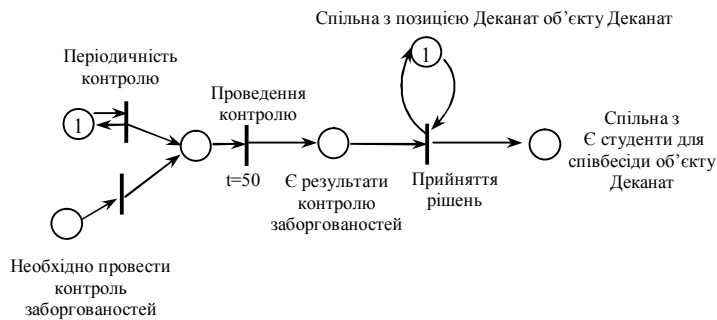 Спільна з позицією Деканат об’єкту Деканат
1
Періодичність
контролю
1
Проведення
контролю
t=50
Є результати
контролю
заборгованостей
Прийняття
рішень
Спільна з
Є студенти для
співбесіди об’єкту
Деканат
Необхідно провести
контроль
заборгованостей